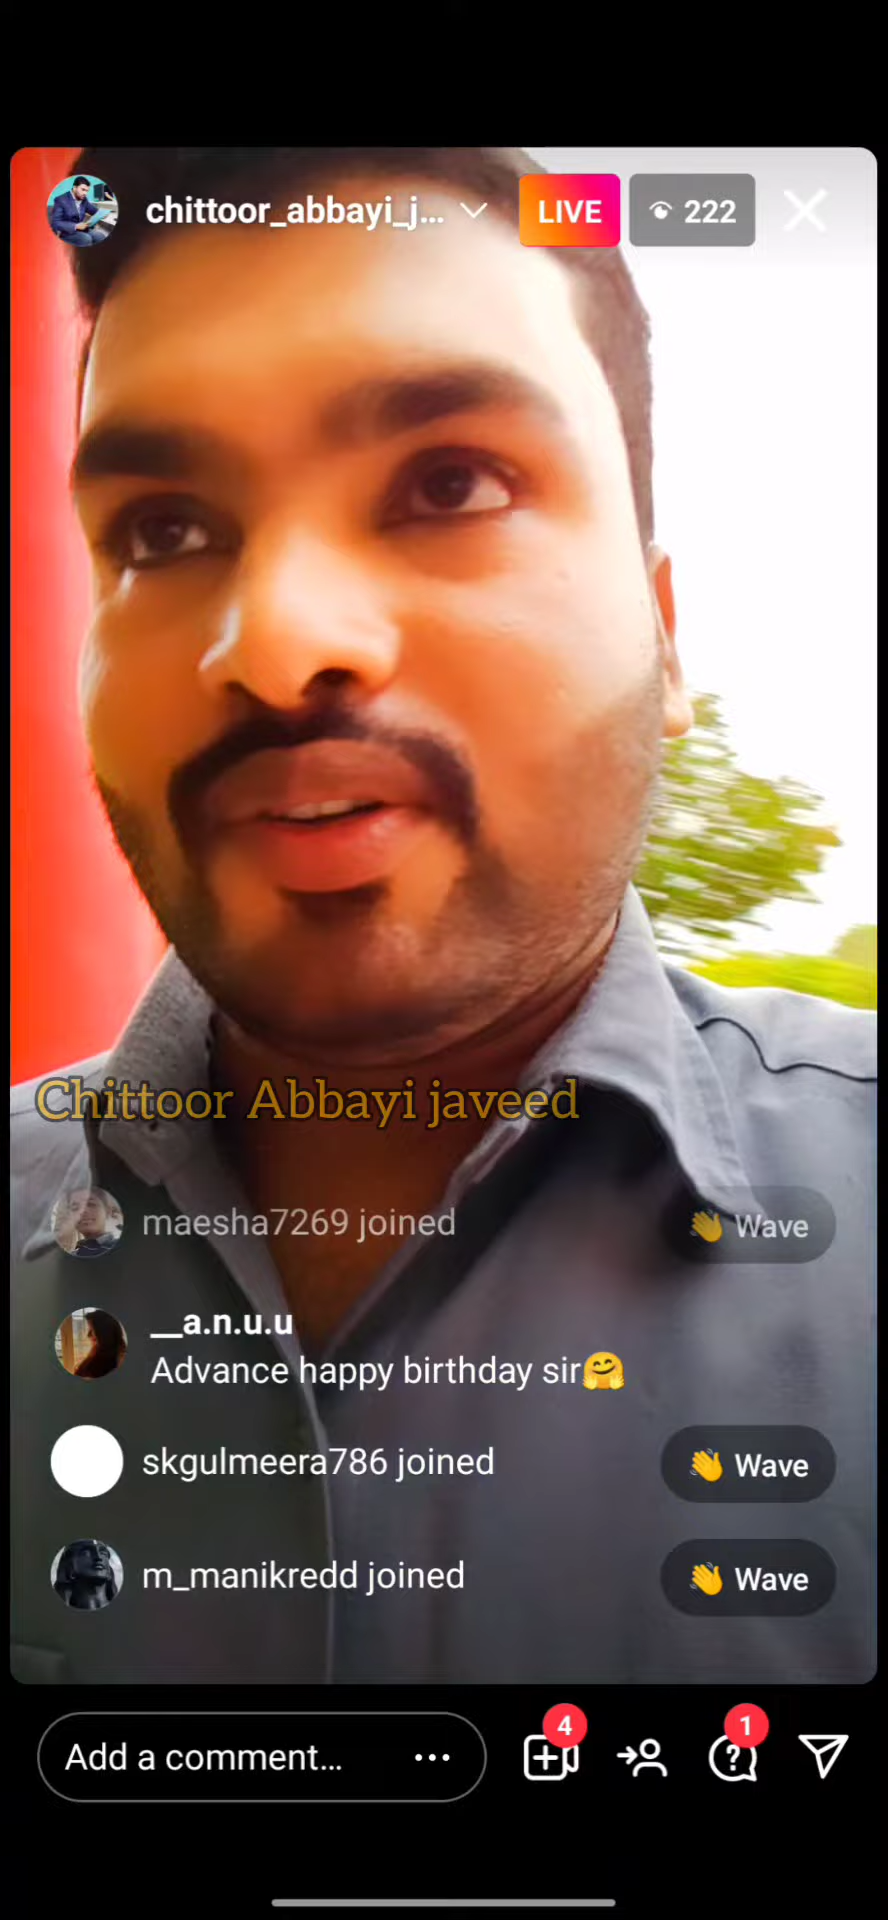 chittoor_abbayi_j...
LIVE
222
Chittoor Abbayi javeed
maesha7269 joined
👋 Wave
__a.n.u.u
Advance happy birthday sir🤗
skgulmeera786 joined
👋 Wave
m_manikredd joined
👋 Wave
4
1
Add a comment...